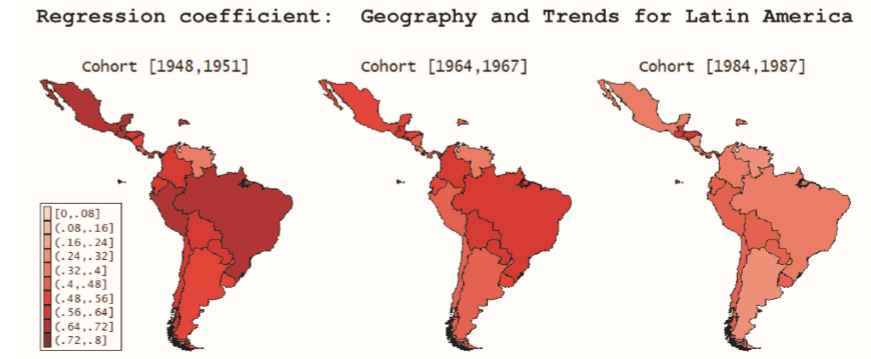 Regression coefficient:  Geography and Trends for Latin America
Cohort [1948,1951]
Cohort [1964,1967]
Cohort [1984,1987]
[0,.08]
(.08,.16]
(.16,.24]
(.24,.32]
(.32,.4]
(.4,.48]
(.48,.56]
(.56,.64]
(.64,.72]
(.72,.8]